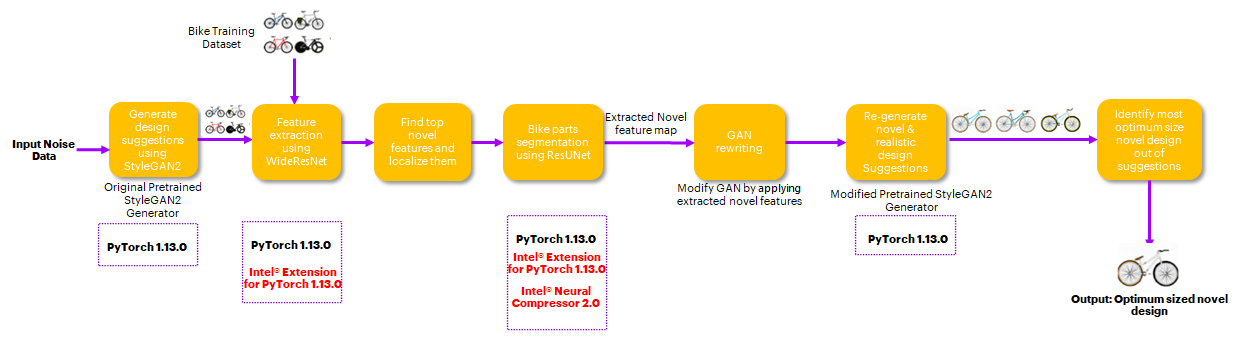 Bike Training
Dataset
Input Noise
Data
Generate
design
suggestions
using
StyleGAN2
Original Pretrained
StyleGAN2
Generator
PyTorch 1.13.0
Feature
extraction
using
WideResNet
PyTorch 1.13.0
Intel® Extension
for PyTorch 1.13.0
Find top
novel
features and
localize them
Bike parts
segmentation
using ResUNet
PyTorch 1.13.0
Intel® Extension
for PyTorch 1.13.0
Intel® Neural
Compressor 2.0
Extracted Novel
feature map
GAN
rewriting
Modify GAN by applying
extracted novel features
Re-generate
novel &
realistic
design
Suggestions
Modified Pretrained StyleGAN2
Generator
PyTorch 1.13.0
Identify most
optimum size
novel design
out of
suggestions
Output: Optimum sized novel
design